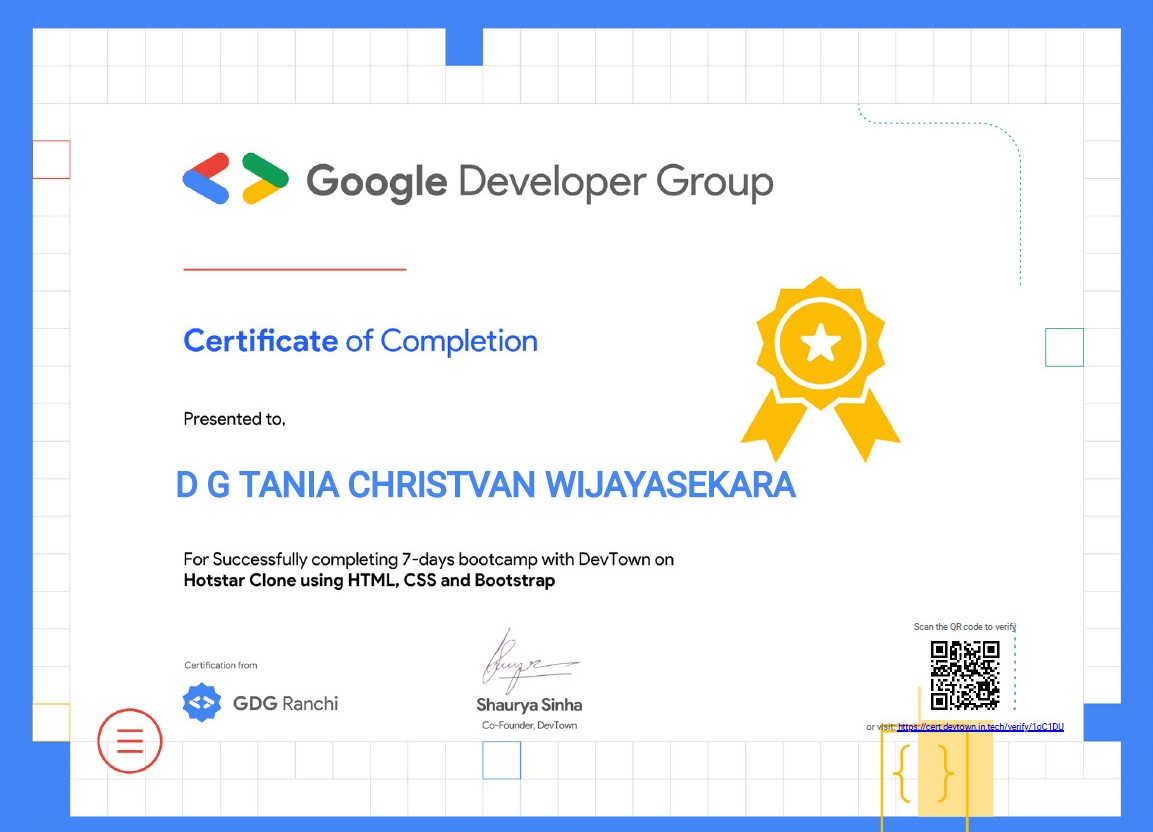 Google Developer Group
Certificate of Completion
Presented to,
D G TANIA CHRISTVAN WIJAYASEKARA
For Successfully completing 7-days bootcamp with DevTown on
Hotstar Clone using HTML, CSS and Bootstrap
Certification from
GDG Ranchi
Shaurya Sinha
Co-Founder, DevTown
Scan the QR code to verify
or visit: https://cert.devtown.in.tech/verify/1oC1DU
{ }